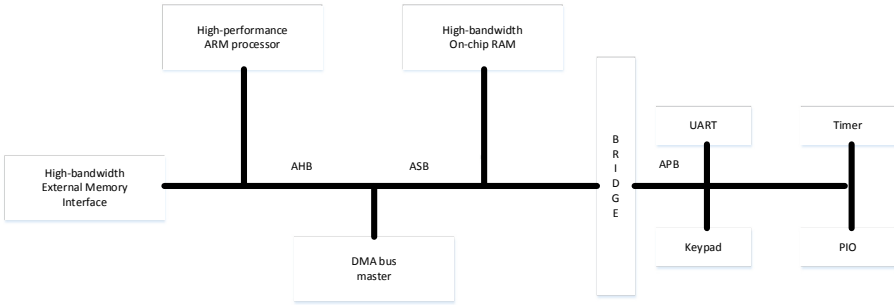 High-performance
ARM processor
High-bandwidth
On-chip RAM
High-bandwidth
External Memory
Interface
AHB
ASB
DMA bus
master
B
R
I
D
G
E
APB
UART
Timer
Keypad
PIO